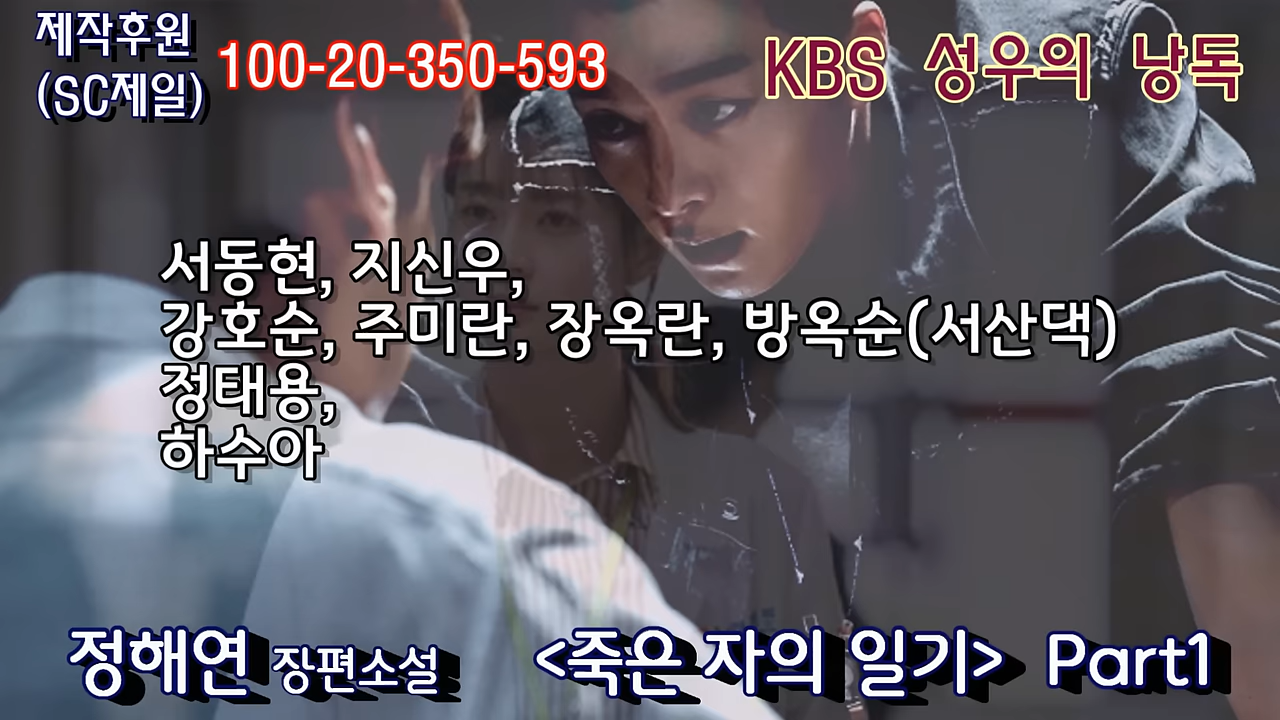 제작후원
(SC제일)
100-20-350-593
KBS 성우의 낭독
서동현, 지신우,
강호순, 주미란, 장옥란, 방옥순(서산댁)
정태용,
하수아
정해연 장편소설 <죽은 자의 일기> Part1